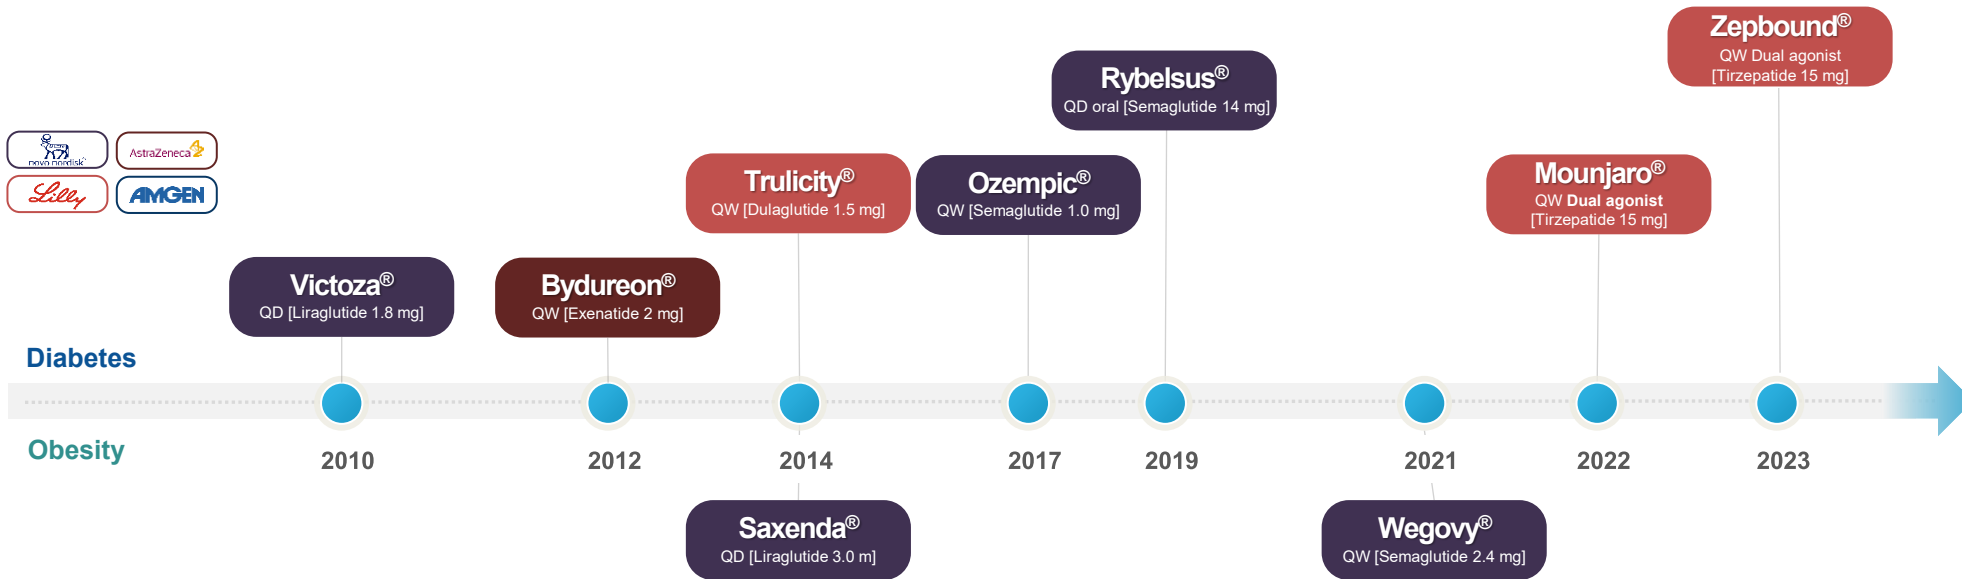 Zepbound®
QW Dual agonist
[Tirzepatide 15 mg]
Rybelsus®
QD oral [Semaglutide 14 mg]
novo nordisk
AstraZeneca
Lilly
AMGEN
Trulicity®
QW [Dulaglutide 1.5 mg]
Ozempic®
QW [Semaglutide 1.0 mg]
Mounjaro®
QW Dual agonist
[Tirzepatide 15 mg]
Victoza®
QD [Liraglutide 1.8 mg]
Bydureon®
QW [Exenatide 2 mg]
Diabetes
Obesity
2010
2012
2014
2017
2019
2021
2022
2023
Saxenda®
QD [Liraglutide 3.0 m]
Wegovy®
QW [Semaglutide 2.4 mg]